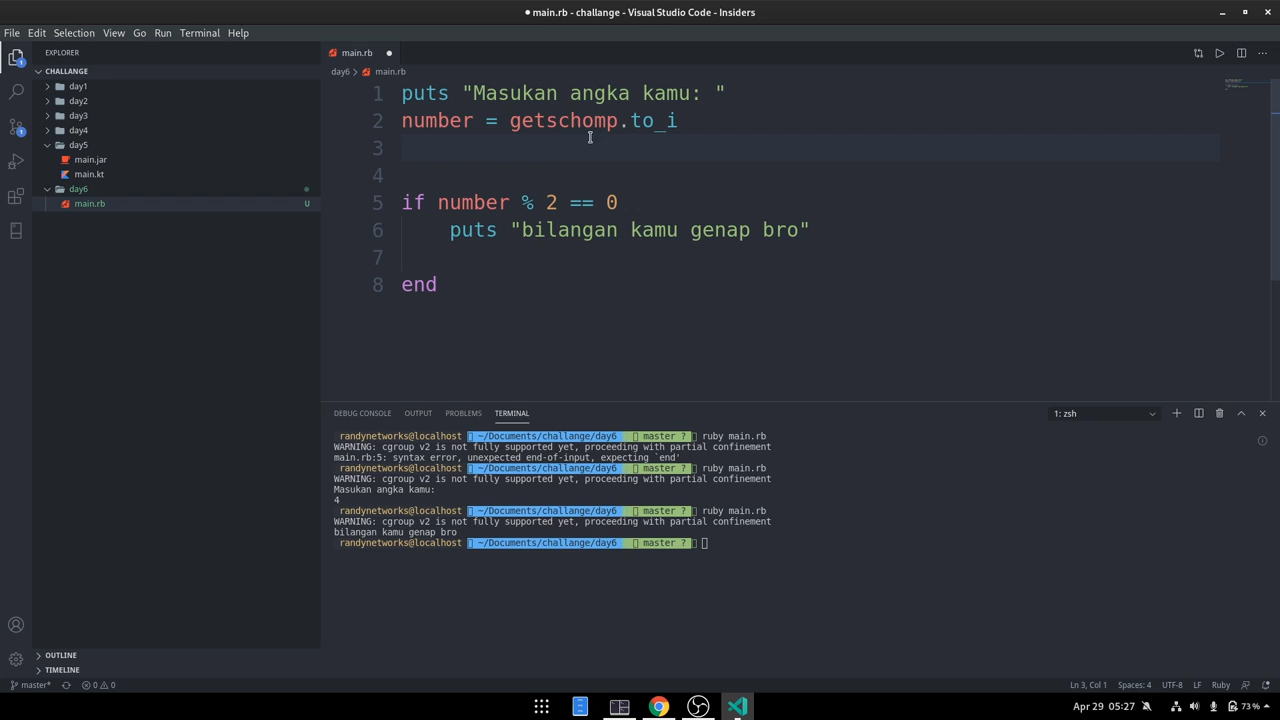 main.rb - challange - Visual Studio Code - Insiders
File Edit Selection View Go Run Terminal Help
EXPLORER
main.rb
CHALLANGE
day6 > main.rb
day1
day2
day3
day4
day5
main.jar
main.kt
day6
main.rb U
1 puts "Masukan angka kamu: "
2 number = getschomp.to_i
3
4
5 if number % 2 == 0
6 puts "bilangan kamu genap bro"
7
8 end
DEBUG CONSOLE OUTPUT PROBLEMS TERMINAL 1: zsh
randynetworks@localhost ~/Documents/challange/day6 master ? ruby main.rb
WARNING: cgroup v2 is not fully supported yet, proceeding with partial confinement
main.rb:5: syntax error, unexpected end-of-input, expecting `end'
randynetworks@localhost ~/Documents/challange/day6 master ? ruby main.rb
WARNING: cgroup v2 is not fully supported yet, proceeding with partial confinement
Masukan angka kamu:
4
randynetworks@localhost ~/Documents/challange/day6 master ? ruby main.rb
WARNING: cgroup v2 is not fully supported yet, proceeding with partial confinement
bilangan kamu genap bro
randynetworks@localhost ~/Documents/challange/day6 master ?
OUTLINE
TIMELINE
master* 0 0 Ln 3, Col 1 Spaces: 4 UTF-8 LF Ruby
Apr 29 05:27 73 %